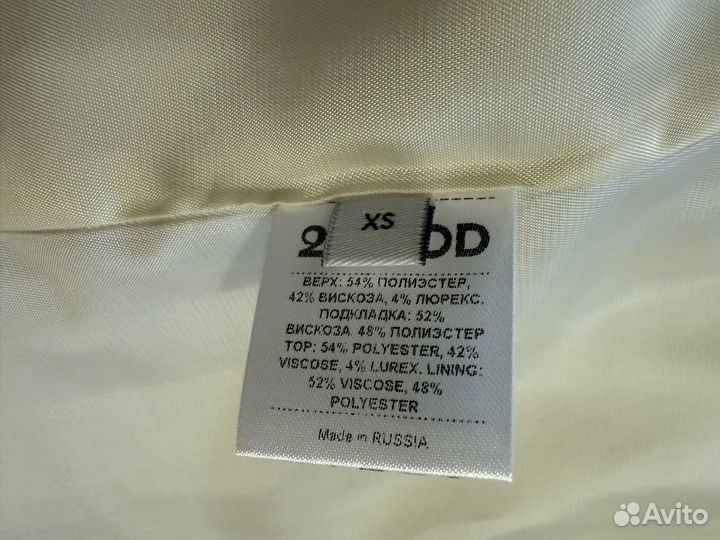 XS
2 OD
ВЕРХ: 54% ПОЛИЭСТЕР,
42% ВИСКОЗА, 4% ЛЮРЕКС.
ПОДКЛАДКА: 52%
ВИСКОЗА. 48% ПОЛИЭСТЕР
TOP: 54% POLYESTER, 42%
VISCOSE, 4% LUREX. LINING:
52% VISCOSE, 48%
POLYESTER
Made in RUSSIA
Avito